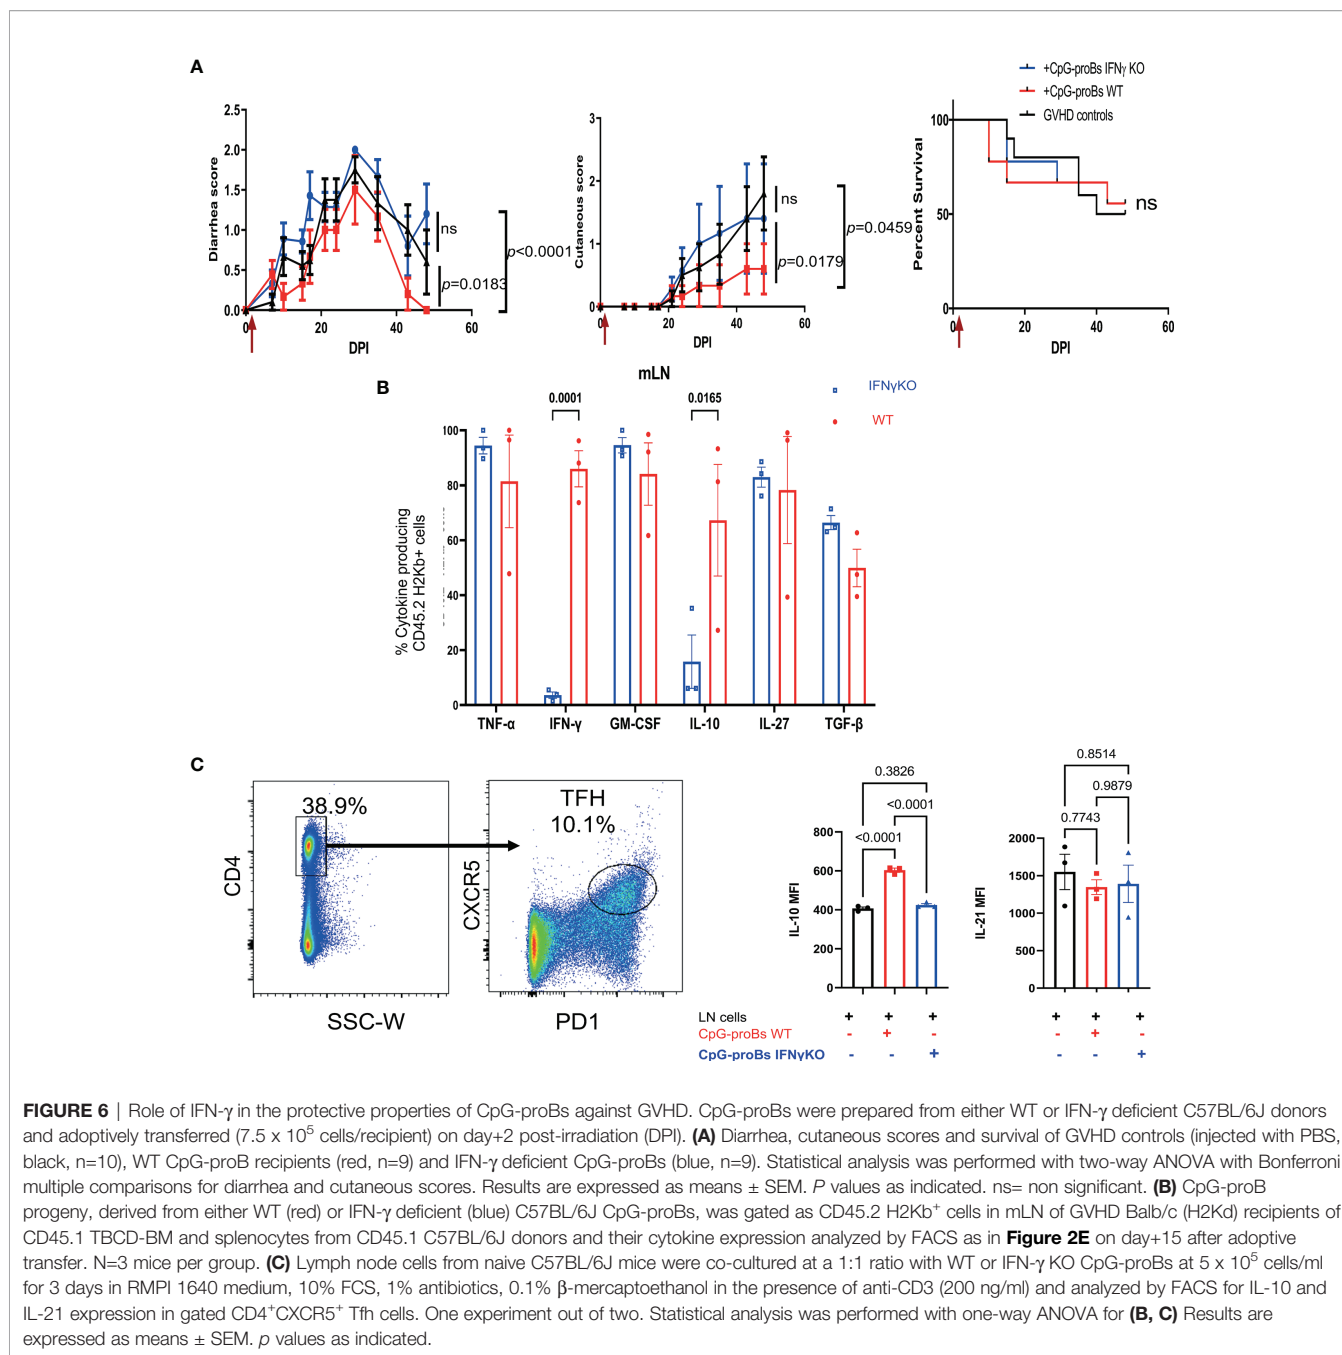 A
+CpG-proBs IFNγ KO
+CpG-proBs WT
GVHD controls
Diarrhea score
2.5
2.0
1.5
1.0
0.5
0.0
0
20
40
60
DPI
ns
p=0.0183
p<0.0001
Cutaneous score
3
2
1
0
0
20
40
60
DPI
ns
p=0.0179
p=0.0459
Percent Survival
100
50
0
0
20
40
60
DPI
ns
B
mLN
IFNγKO
WT
0.0001
0.0165
% Cytokine producing
CD45.2 H2Kb+ cells
100
80
60
40
20
0
TNF-α IFN-γ GM-CSF IL-10 IL-27 TGF-β
C
38.9%
CD4
SSC-W
TFH
10.1%
CXCR5
PD1
0.3826
<0.0001
<0.0001
IL-10 MFI
800
600
400
200
0
0.8514
0.9879
0.7743
IL-21 MFI
2000
1500
1000
500
0
LN cells + + + + + +
CpG-proBs WT - + - - + -
CpG-proBs IFNγKO - - + - - +
FIGURE 6 | Role of IFN-γ in the protective properties of CpG-proBs against GVHD. CpG-proBs were prepared from either WT or IFN-γ deficient C57BL/6J donors
and adoptively transferred (7.5 x 10⁵ cells/recipient) on day+2 post-irradiation (DPI). (A) Diarrhea, cutaneous scores and survival of GVHD controls (injected with PBS,
black, n=10), WT CpG-proB recipients (red, n=9) and IFN-γ deficient CpG-proBs (blue, n=9). Statistical analysis was performed with two-way ANOVA with Bonferroni
multiple comparisons for diarrhea and cutaneous scores. Results are expressed as means ± SEM. P values as indicated. ns= non significant. (B) CpG-proB
progeny, derived from either WT (red) or IFN-γ deficient (blue) C57BL/6J CpG-proBs, was gated as CD45.2 H2Kb⁺ cells in mLN of GVHD Balb/c (H2Kd) recipients of
CD45.1 TBCD-BM and splenocytes from CD45.1 C57BL/6J donors and their cytokine expression analyzed by FACS as in Figure 2E on day+15 after adoptive
transfer. N=3 mice per group. (C) Lymph node cells from naive C57BL/6J mice were co-cultured at a 1:1 ratio with WT or IFN-γ KO CpG-proBs at 5 x 10⁵ cells/ml
for 3 days in RMPI 1640 medium, 10% FCS, 1% antibiotics, 0.1% β-mercaptoethanol in the presence of anti-CD3 (200 ng/ml) and analyzed by FACS for IL-10 and
IL-21 expression in gated CD4⁺CXCR5⁺ Tfh cells. One experiment out of two. Statistical analysis was performed with one-way ANOVA for (B, C) Results are
expressed as means ± SEM. p values as indicated.